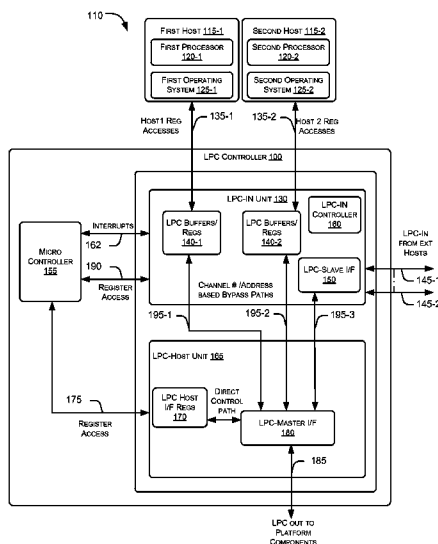 110
FIRST HOST 115-1
FIRST PROCESSOR
120-1
FIRST OPERATING
SYSTEM 125-1
SECOND HOST 115-2
SECOND PROCESSOR
120-2
SECOND OPERATING
SYSTEM 125-2
HOST1 REG
ACCESSES
135-1
135-2
HOST 2 REG
ACCESSES
LPC CONTROLLER 100
LPC-IN UNIT 130
INTERRUPTS
162
MICRO
CONTROLLER
155
190
REGISTER
ACCESS
LPC BUFFERS/
REGS
140-1
LPC BUFFERS/
REGS
140-2
LPC-IN
CONTROLLER
160
LPC-SLAVE I/F
150
CHANNEL # /ADDRESS
BASED BYPASS PATHS
LPC-IN
FROM EXT
HOSTS
145-1
145-2
195-1
195-2
195-3
LPC-HOST UNIT 165
175
REGISTER
ACCESS
LPC HOST
I/F REGS
170
DIRECT
CONTROL
PATH
LPC-MASTER I/F
180
185
LPC OUT TO
PLATFORM
COMPONENTS